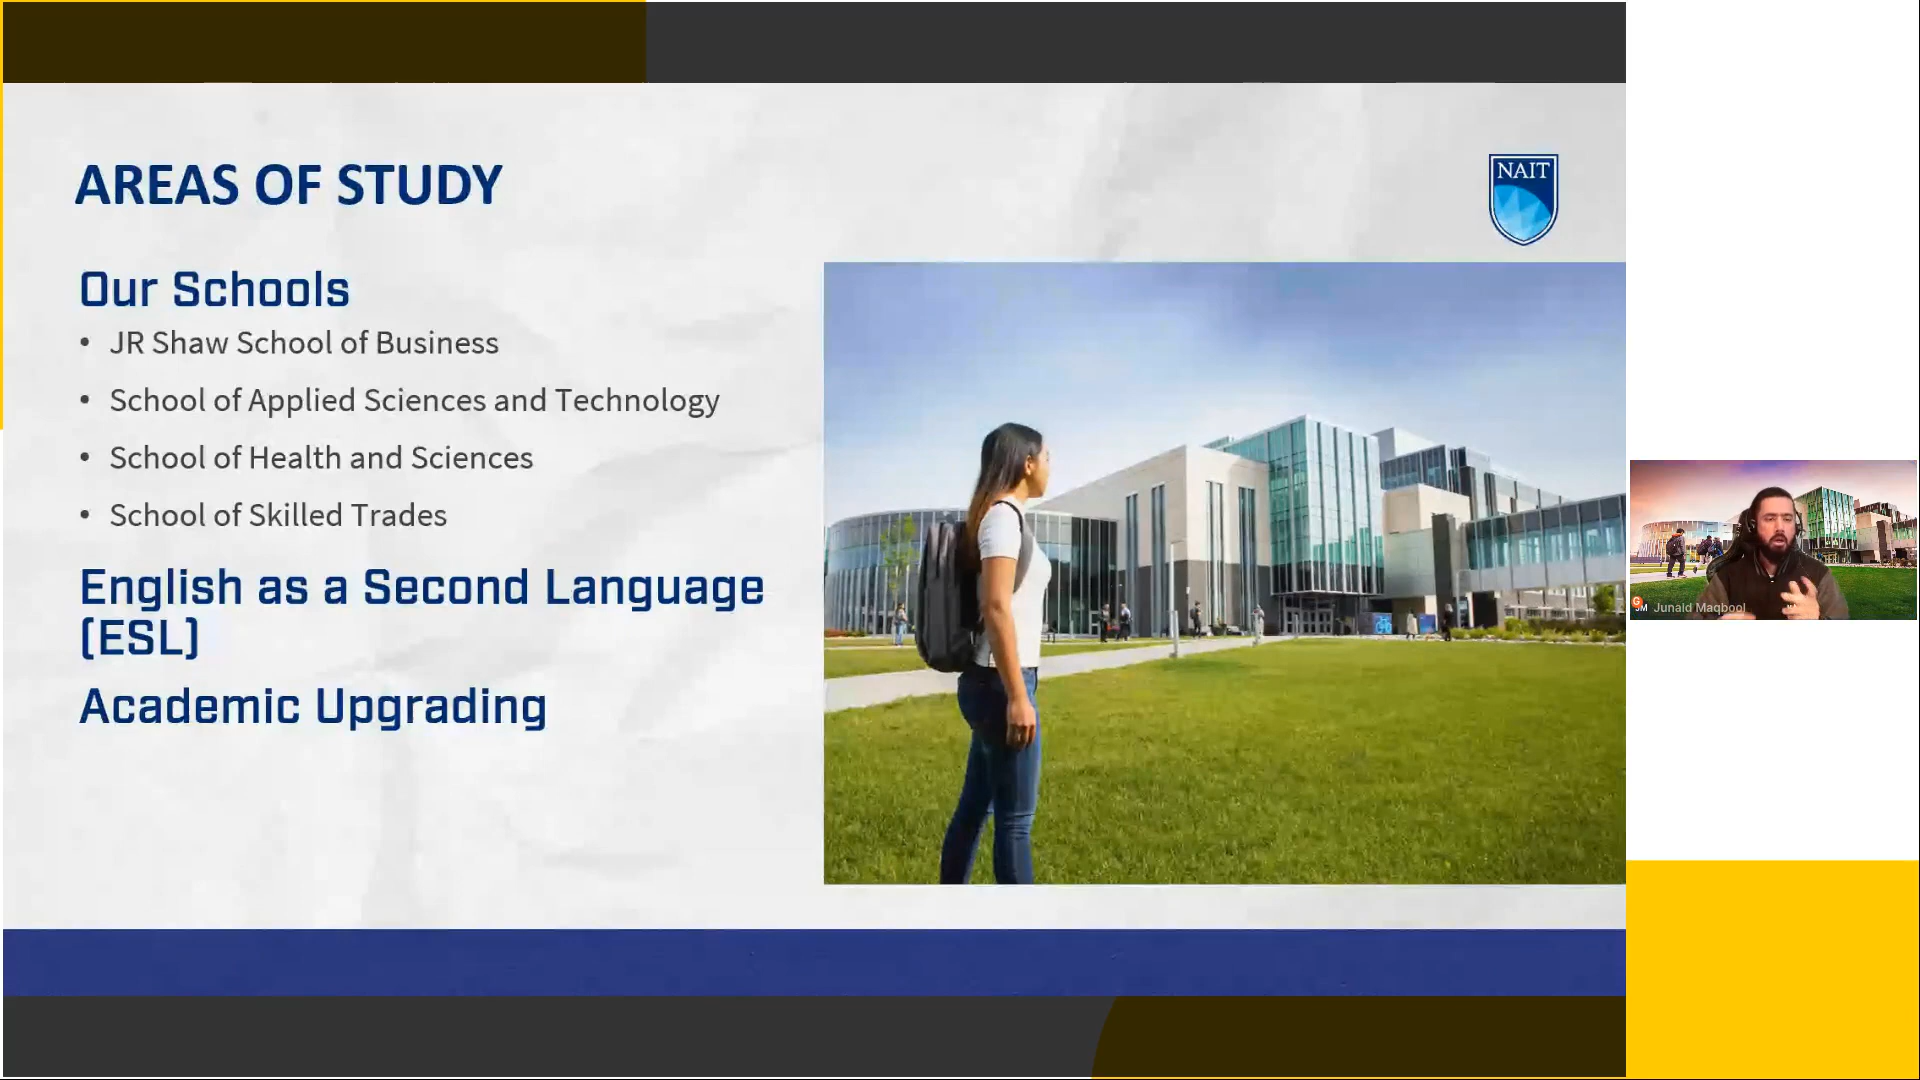 AREAS OF STUDY
NAIT
Our Schools
• JR Shaw School of Business
• School of Applied Sciences and Technology
• School of Health and Sciences
• School of Skilled Trades
English as a Second Language
(ESL)
Academic Upgrading
G
JM Junaid Maqbool